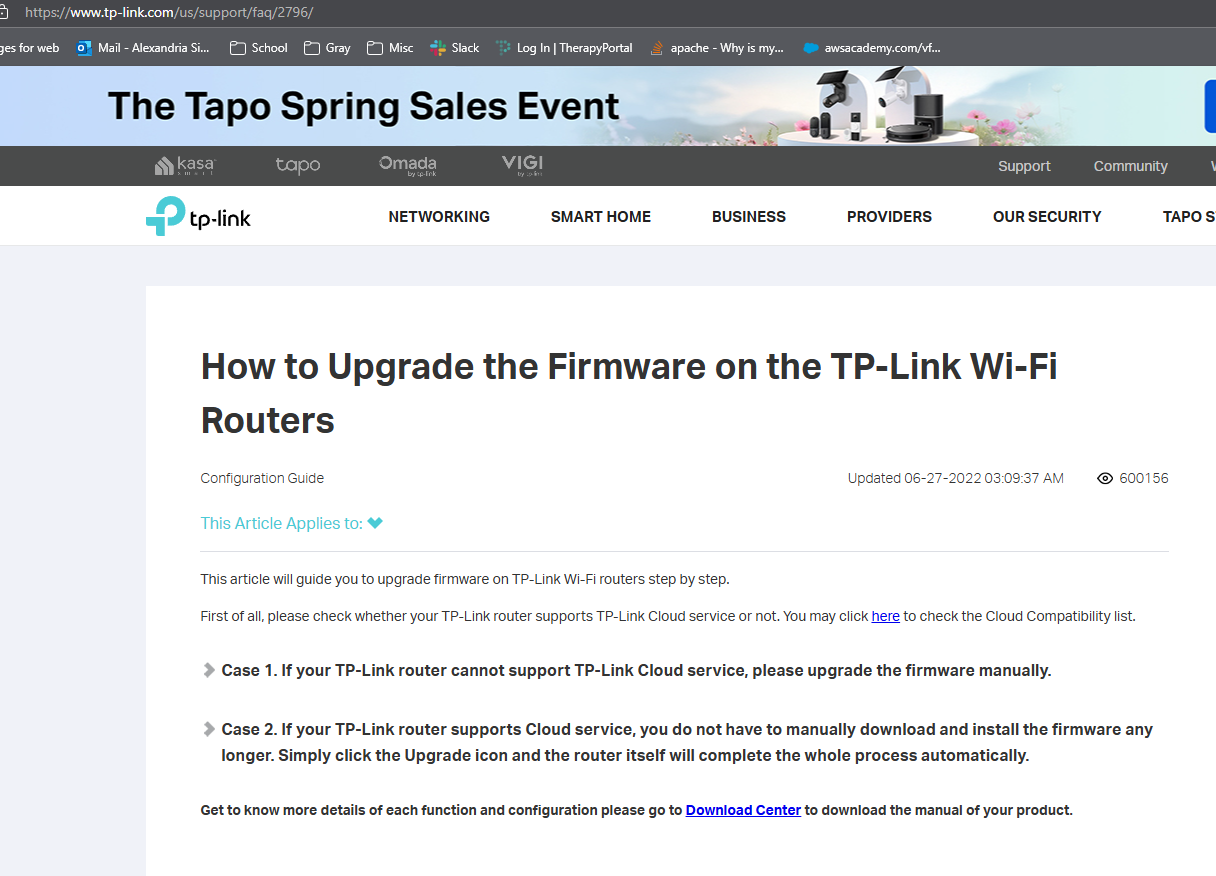 https://www.tp-link.com/us/support/faq/2796/
ges for web Mail - Alexandria Si... School Gray Misc Slack Log In | TherapyPortal apache - Why is my... awsacademy.com/vf...
The Tapo Spring Sales Event
kasa smart tapo Omada by tp-link VIGI by tp-link Support Community
tp-link NETWORKING SMART HOME BUSINESS PROVIDERS OUR SECURITY TAPO S
How to Upgrade the Firmware on the TP-Link Wi-Fi
Routers
Configuration Guide Updated 06-27-2022 03:09:37 AM 600156
This Article Applies to:
This article will guide you to upgrade firmware on TP-Link Wi-Fi routers step by step.
First of all, please check whether your TP-Link router supports TP-Link Cloud service or not. You may click here to check the Cloud Compatibility list.
Case 1. If your TP-Link router cannot support TP-Link Cloud service, please upgrade the firmware manually.
Case 2. If your TP-Link router supports Cloud service, you do not have to manually download and install the firmware any
longer. Simply click the Upgrade icon and the router itself will complete the whole process automatically.
Get to know more details of each function and configuration please go to Download Center to download the manual of your product.